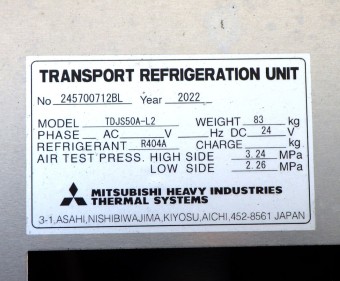 TRANSPORT REFRIGERATION UNIT
No 245700712BL Year 2022
MODEL TDJS50A-L2 WEIGHT 83 kg
PHASE AC V Hz DC 24 V
REFRIGERANT R404A CHARGE kg
AIR TEST PRESS. HIGH SIDE 3.24 MPa
LOW SIDE 2.26 MPa
MITSUBISHI HEAVY INDUSTRIES
THERMAL SYSTEMS
3-1,ASAHI,NISHIBIWAJIMA,KIYOSU,AICHI,452-8561 JAPAN